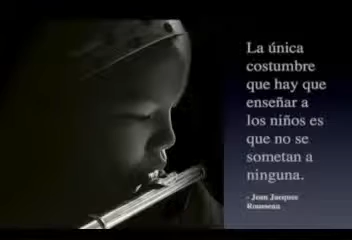 La única
costumbre
que hay que
enseñar a
los niños es
que no se
sometan a
ninguna.
- Jean Jacques
Rousseau